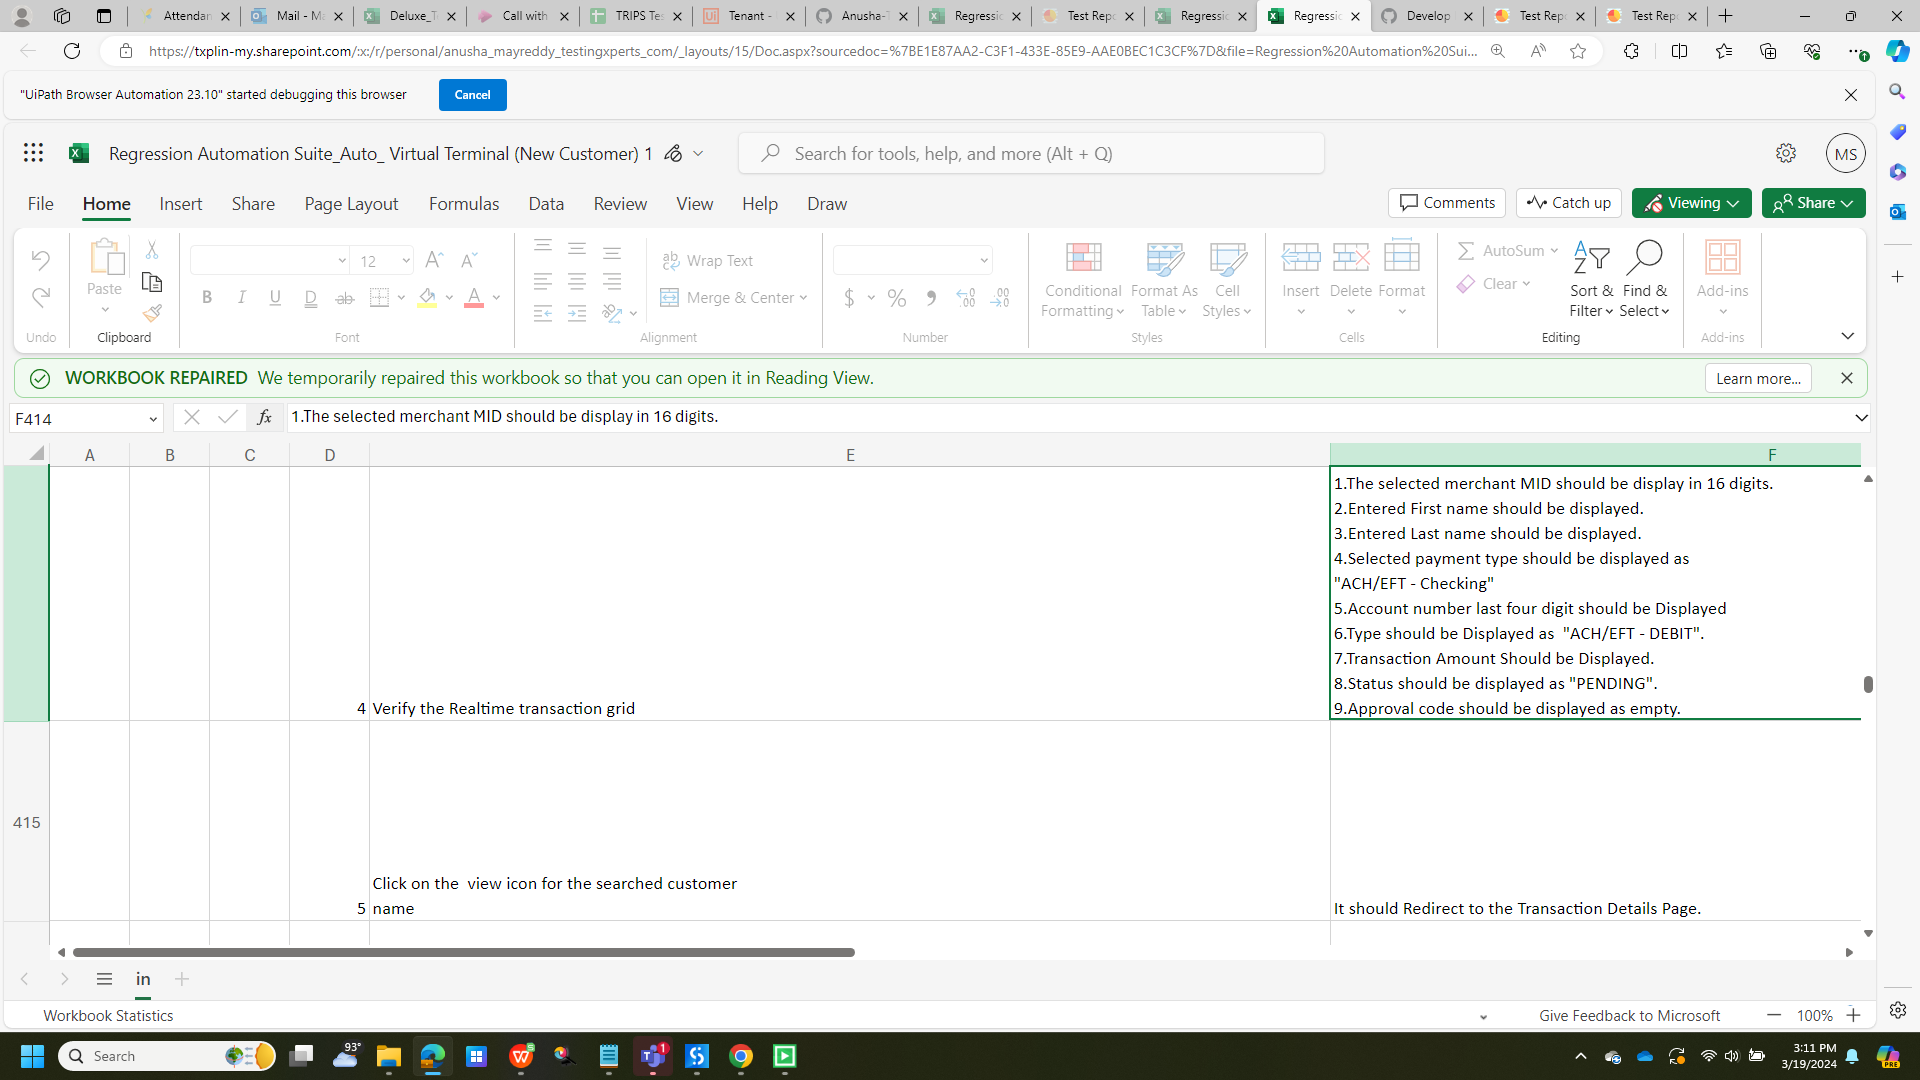 Attendan
Mail - Ma
Deluxe_T
Call with
TRIPS Tes
Tenant -
Anusha-T
Regressic
Test Repo
Regressic
Regressic
Develop
Test Repo
Test Repo
https://txplin-my.sharepoint.com/:x:/r/personal/anusha_mayreddy_testingxperts_com/_layouts/15/Doc.aspx?sourcedoc=%7BE1E87AA2-C3F1-433E-85E9-AAE0BEC1C3CF%7D&file=Regression%20Automation%20Sui...
"UiPath Browser Automation 23.10" started debugging this browser
Cancel
Regression Automation Suite_Auto_ Virtual Terminal (New Customer) 1
Search for tools, help, and more (Alt + Q)
MS
File Home Insert Share Page Layout Formulas Data Review View Help Draw
Comments Catch up Viewing Share
Paste
12
Wrap Text
Merge & Center
Conditional Formatting
Format As Table
Cell Styles
Insert Delete Format
AutoSum
Clear
Sort & Filter
Find & Select
Add-ins
Undo Clipboard Font Alignment Number Styles Cells Editing Add-ins
WORKBOOK REPAIRED We temporarily repaired this workbook so that you can open it in Reading View.
Learn more...
F414
fx
1.The selected merchant MID should be display in 16 digits.
A B C D E F
1.The selected merchant MID should be display in 16 digits.
2.Entered First name should be displayed.
3.Entered Last name should be displayed.
4.Selected payment type should be displayed as
"ACH/EFT - Checking"
5.Account number last four digit should be Displayed
6.Type should be Displayed as  "ACH/EFT - DEBIT".
7.Transaction Amount Should be Displayed.
8.Status should be displayed as "PENDING".
9.Approval code should be displayed as empty.
4 Verify the Realtime transaction grid
415
Click on the  view icon for the searched customer
5 name
It should Redirect to the Transaction Details Page.
in
Workbook Statistics
Give Feedback to Microsoft
100%
Search
93°
1
3:11 PM
3/19/2024
PRE